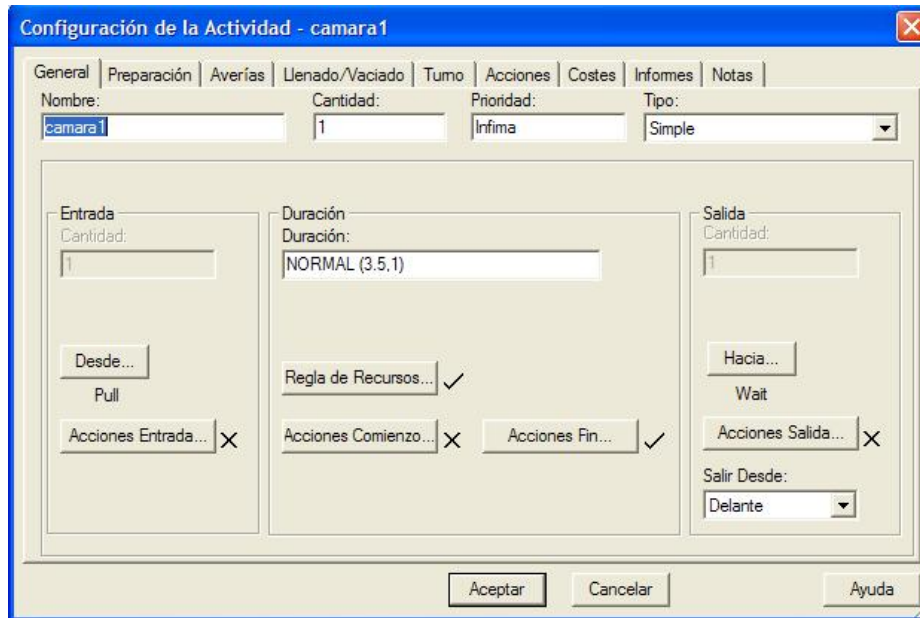 Configuración de la Actividad - camara1
General Preparación Averías Llenado/Vaciado Turno Acciones Costes Informes Notas
Nombre: Cantidad: Prioridad: Tipo:
camara1 1 Infima Simple
Entrada Duración Salida
Cantidad: Duración: Cantidad:
1 NORMAL (3.5,1) 1
Desde... Hacia...
Pull Regla de Recursos... Wait
Acciones Entrada... Acciones Comienzo... Acciones Fin... Acciones Salida...
Salir Desde:
Delante
Aceptar Cancelar Ayuda